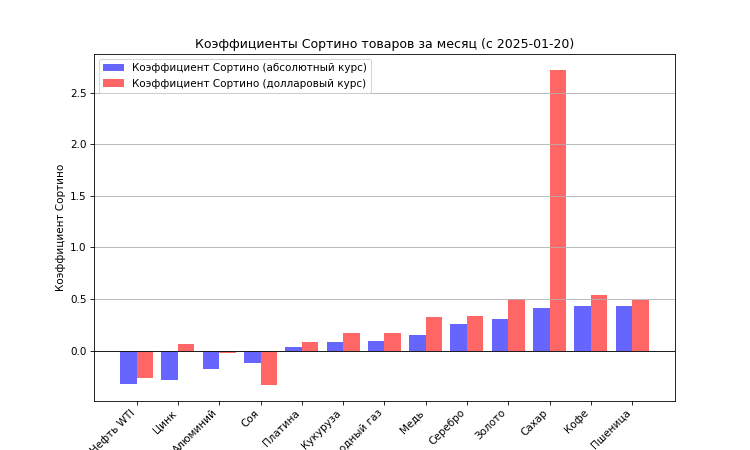 Коэффициенты Сортино товаров за месяц (с 2025-01-20)
Коэффициент Сортино (абсолютный курс)
Коэффициент Сортино (долларовый курс)
Коэффициент Сортино
2.5
2.0
1.5
1.0
0.5
0.0
Нефть WTI
Цинк
Алюминий
Соя
Платина
Кукуруза
газ
Медь
Серебро
Золото
Сахар
Кофе
Пшеница